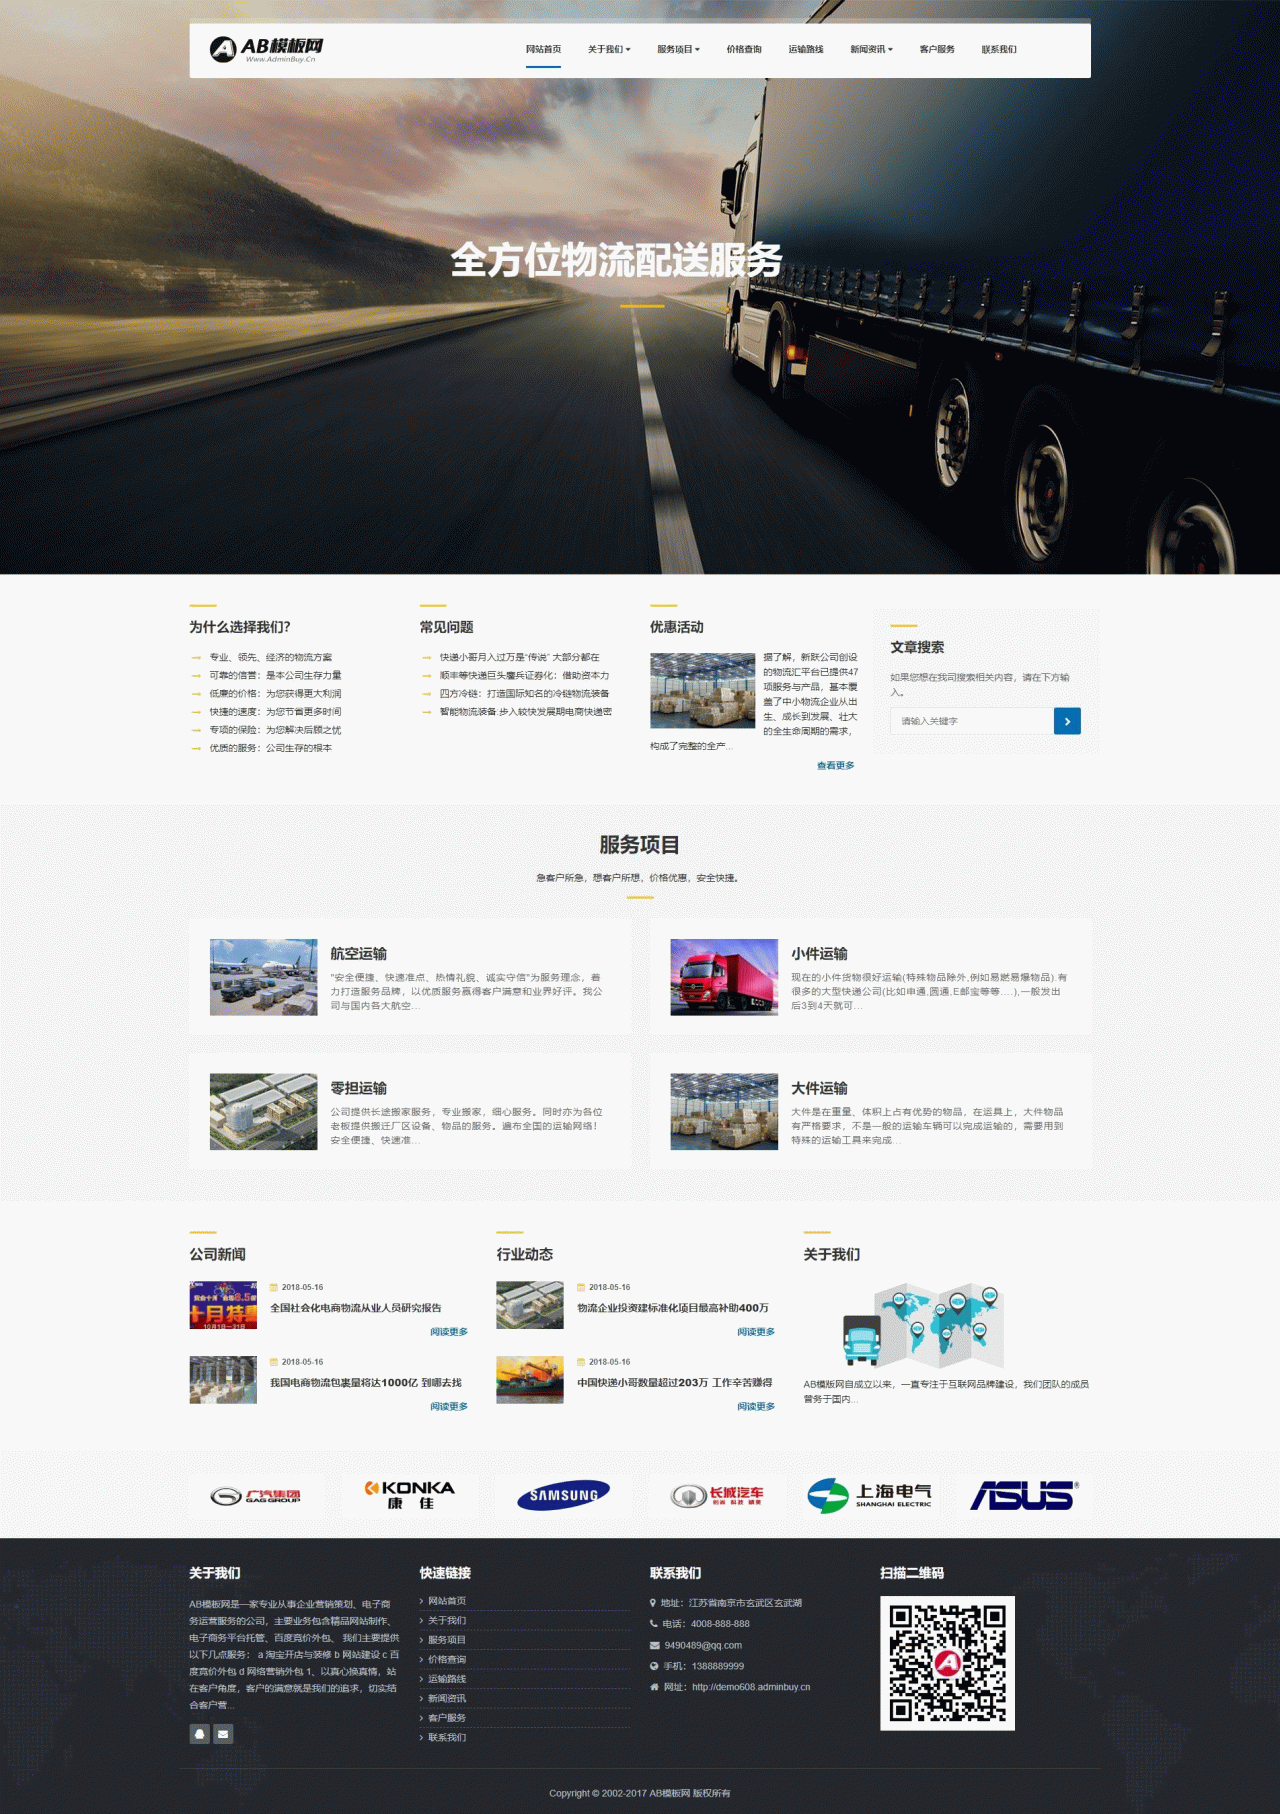 AB模板网
Www.AdminBuy.Cn
网站首页 关于我们 服务项目 价格查询 运输路线 新闻资讯 客户服务 联系我们
全方位物流配送服务
为什么选择我们?
专业、领先、经济的物流方案
可靠的信誉：是本公司生存力量
低廉的价格：为您获得更大利润
快捷的速度：为您节省更多时间
专项的保险：为您解决后顾之忧
优质的服务：公司生存的根本
常见问题
快递小哥月入过万是“传说” 大部分都在
顺丰等快递巨头鏖兵证券化：借助资本力
四方冷链：打造国际知名的冷链物流装备
智能物流装备 步入较快发展期电商快递密
优惠活动
据了解，新跃公司创设
的物流汇平台已提供47
项服务与产品，基本覆
盖了中小物流企业从出
生、成长到发展、壮大
的全生命周期的需求，
构成了完整的全产...
查看更多
文章搜索
如果您想在我司搜索相关内容，请在下方输
入。
请输入关键字
服务项目
急客户所急，想客户所想，价格优惠，安全快捷。
航空运输
"安全便捷、快速准点、热情礼貌、诚实守信"为服务理念，着
力打造服务品牌，以优质服务赢得客户满意和业界好评。我公
司与国内各大航空...
小件运输
现在的小件货物很好运输(特殊物品除外,例如易燃易爆物品).有
很多的大型快递公司(比如申通,圆通,E邮宝等等....),一般发出
后3到4天就可...
零担运输
公司提供长途搬家服务，专业搬家，细心服务。同时亦为各位
老板提供搬迁厂区设备、物品的服务。遍布全国的运输网络！
安全便捷、快速准...
大件运输
大件是在重量、体积上占有优势的物品，在运具上，大件物品
有严格要求，不是一般的运输车辆可以完成运输的，需要用到
特殊的运输工具来完成...
公司新闻
2018-05-16
全国社会化电商物流从业人员研究报告
阅读更多
2018-05-16
我国电商物流包裹量将达1000亿 到哪去找
阅读更多
行业动态
2018-05-16
物流企业投资建标准化项目最高补助400万
阅读更多
2018-05-16
中国快递小哥数量超过203万 工作辛苦赚得
阅读更多
关于我们
AB模版网自成立以来，一直专注于互联网品牌建设，我们团队的成员
曾务于国内...
广汽集团
GAG GROUP
KONKA
康佳
SAMSUNG
长城汽车
上海电气
SHANGHAI ELECTRIC
ASUS
关于我们
AB模板网是一家专业从事企业营销策划、电子商
务运营服务的公司，主要业务包含精品网站制作、
电子商务平台托管、百度竞价外包、 我们主要提供
以下几点服务： a 淘宝开店与装修 b 网站建设 c 百
度竞价外包 d 网络营销外包 1、以真心换真情，站
在客户角度，客户的满意就是我们的追求，切实结
合客户营...
快速链接
网站首页
关于我们
服务项目
价格查询
运输路线
新闻资讯
客户服务
联系我们
联系我们
地址：江苏省南京市玄武区玄武湖
电话：4008-888-888
9490489@qq.com
手机：1388889999
网址：http://demo608.adminbuy.cn
扫描二维码
Copyright © 2002-2017 AB模板网 版权所有